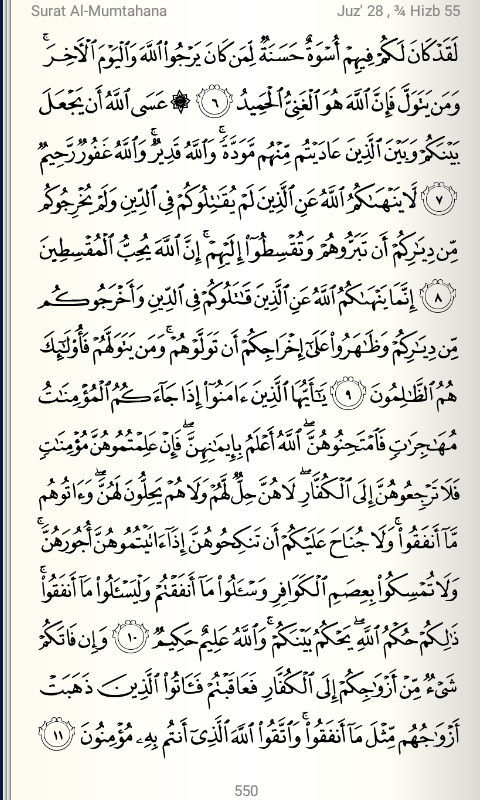 Surat Al-Mumtahana Juz' 28 , ¾ Hizb 55
لَقَدْ كَانَ لَكُمْ فِيهِمْ أُسْوَةٌ حَسَنَةٌ لِّمَن كَانَ يَرْجُوا۟ ٱللَّهَ وَٱلْيَوْمَ ٱلْـَٔاخِرَ ۚ
وَمَن يَتَوَلَّ فَإِنَّ ٱللَّهَ هُوَ ٱلْغَنِىُّ ٱلْحَمِيدُ ٦ ۞ عَسَى ٱللَّهُ أَن يَجْعَلَ
بَيْنَكُمْ وَبَيْنَ ٱلَّذِينَ عَادَيْتُم مِّنْهُم مَّوَدَّةً ۚ وَٱللَّهُ قَدِيرٌ ۚ وَٱللَّهُ غَفُورٌ رَّحِيمٌ
٧ لَّا يَنْهَىٰكُمُ ٱللَّهُ عَنِ ٱلَّذِينَ لَمْ يُقَـٰتِلُوكُمْ فِى ٱلدِّينِ وَلَمْ يُخْرِجُوكُم
مِّن دِيَـٰرِكُمْ أَن تَبَرُّوهُمْ وَتُقْسِطُوٓا۟ إِلَيْهِمْ ۚ إِنَّ ٱللَّهَ يُحِبُّ ٱلْمُقْسِطِينَ
٨ إِنَّمَا يَنْهَىٰكُمُ ٱللَّهُ عَنِ ٱلَّذِينَ قَـٰتَلُوكُمْ فِى ٱلدِّينِ وَأَخْرَجُوكُم
مِّن دِيَـٰرِكُمْ وَظَـٰهَرُوا۟ عَلَىٰٓ إِخْرَاجِكُمْ أَن تَوَلَّوْهُمْ ۚ وَمَن يَتَوَلَّهُمْ فَأُو۟لَـٰٓئِكَ
هُمُ ٱلظَّـٰلِمُونَ ٩ يَـٰٓأَيُّهَا ٱلَّذِينَ ءَامَنُوٓا۟ إِذَا جَآءَكُمُ ٱلْمُؤْمِنَـٰتُ
مُهَـٰجِرَٰتٍ فَٱمْتَحِنُوهُنَّ ۖ ٱللَّهُ أَعْلَمُ بِإِيمَـٰنِهِنَّ ۖ فَإِنْ عَلِمْتُمُوهُنَّ مُؤْمِنَـٰتٍ
فَلَا تَرْجِعُوهُنَّ إِلَى ٱلْكُفَّارِ ۖ لَا هُنَّ حِلٌّ لَّهُمْ وَلَا هُمْ يَحِلُّونَ لَهُنَّ ۖ وَءَاتُوهُم
مَّآ أَنفَقُوا۟ ۚ وَلَا جُنَاحَ عَلَيْكُمْ أَن تَنكِحُوهُنَّ إِذَآ ءَاتَيْتُمُوهُنَّ أُجُورَهُنَّ ۚ
وَلَا تُمْسِكُوا۟ بِعِصَمِ ٱلْكَوَافِرِ وَسْـَٔلُوا۟ مَآ أَنفَقْتُمْ وَلْيَسْـَٔلُوا۟ مَآ أَنفَقُوا۟ ۚ
ذَٰلِكُمْ حُكْمُ ٱللَّهِ ۖ يَحْكُمُ بَيْنَكُمْ ۚ وَٱللَّهُ عَلِيمٌ حَكِيمٌ ١٠ وَإِن فَاتَكُمْ
شَىْءٌ مِّنْ أَزْوَٰجِكُمْ إِلَى ٱلْكُفَّارِ فَعَاقَبْتُمْ فَـَٔاتُوا۟ ٱلَّذِينَ ذَهَبَتْ
أَزْوَٰجُهُم مِّثْلَ مَآ أَنفَقُوا۟ ۚ وَٱتَّقُوا۟ ٱللَّهَ ٱلَّذِىٓ أَنتُم بِهِۦ مُؤْمِنُونَ ١١
550